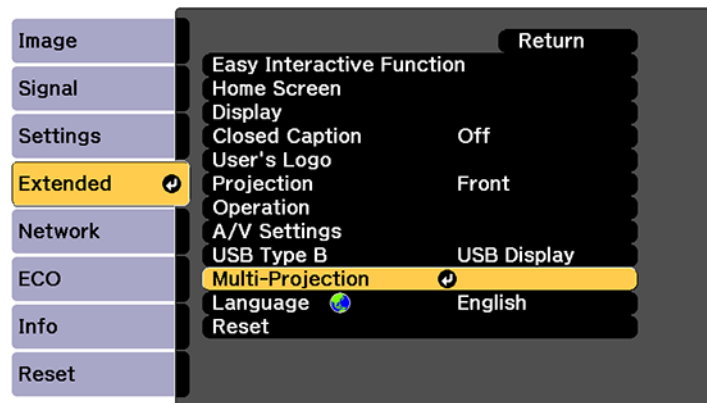 Image
Signal
Settings
Extended
Network
ECO
Info
Reset
Return
Easy Interactive Function
Home Screen
Display
Closed Caption Off
User's Logo
Projection Front
Operation
A/V Settings
USB Type B USB Display
Multi-Projection
Language English
Reset